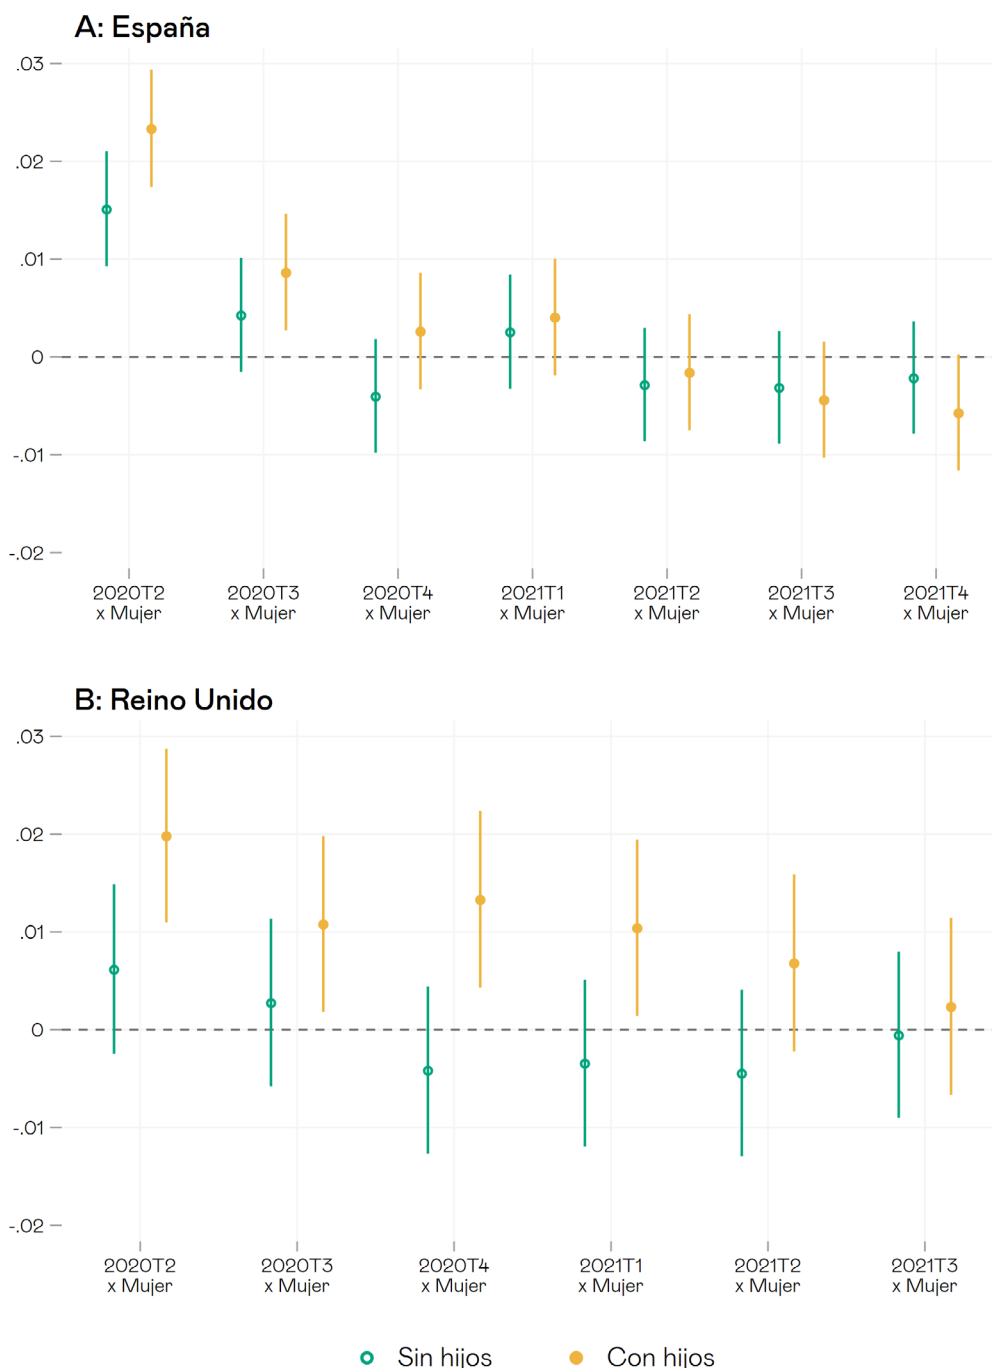 A: España
.03
.02
.01
0
-.01
-.02
2020T2 2020T3 2020T4 2021T1 2021T2 2021T3 2021T4
x Mujer x Mujer x Mujer x Mujer x Mujer x Mujer x Mujer
B: Reino Unido
.03
.02
.01
0
-.01
-.02
2020T2 2020T3 2020T4 2021T1 2021T2 2021T3
x Mujer x Mujer x Mujer x Mujer x Mujer x Mujer
Sin hijos Con hijos